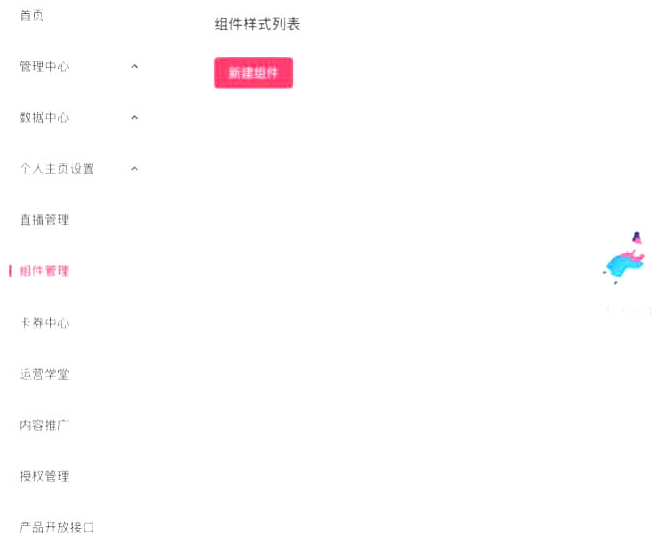 首页
管理中心
数据中心
个人主页设置
直播管理
组件管理
卡券中心
运营学堂
内容推广
授权管理
产品开放接口
组件样式列表
新建组件